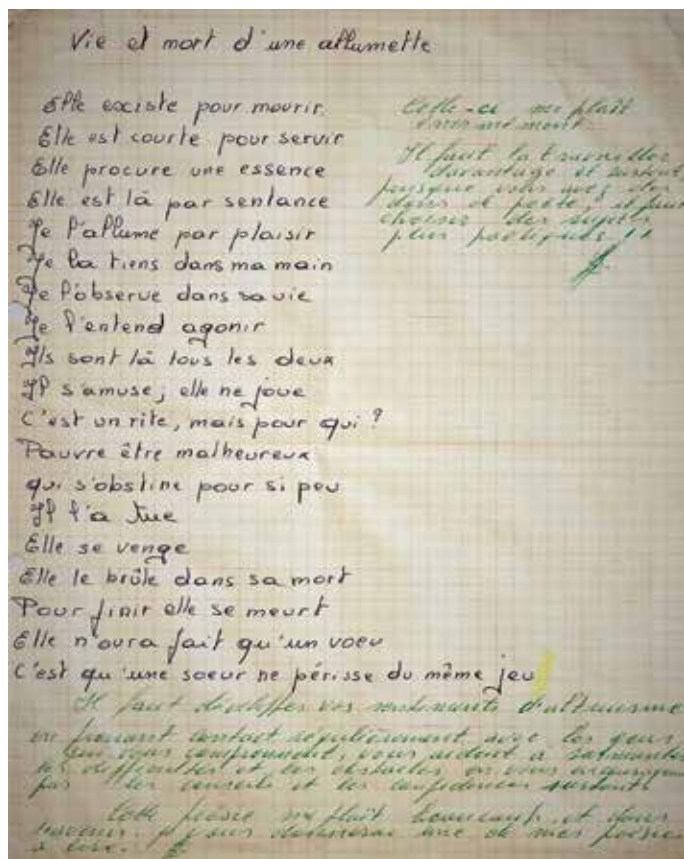 Vie et mort d'une allumette
Elle existe pour mourir.
Elle est courte pour servir
Elle procure une essence
Elle est là par sentance
Je l'allume par plaisir
Je la tiens dans ma main
Je l'observe dans sa vie
Je l'entend agonir
Ils sont là tous les deux
Il s'amuse; elle ne joue
C'est un rite, mais pour qui ?
Pauvre être malheureux
qui s'obstine pour si peu
Il l'a tue
Elle se venge
Elle le brûle dans sa mort
Pour finir elle se meurt
Elle n'aura fait qu'un voeu
C'est qu'une soeur ne périsse du même jeu
Celle-ci me plaît
énormément
Il faut la travailler
davantage et surtout,
puisque vous avez des
dons de poète, il faut
choisir des sujets
plus poétiques !!
Il faut développer vos sentiments d'altruisme
en prenant contact régulièrement avec les gens
qui vous comprennent, vous aident à surmonter
les difficultés et les obstacles en vous
par les conseils et les confidences surtout.
Cette poésie me plaît beaucoup et
je vous donnerai une de mes poésies
à lire.